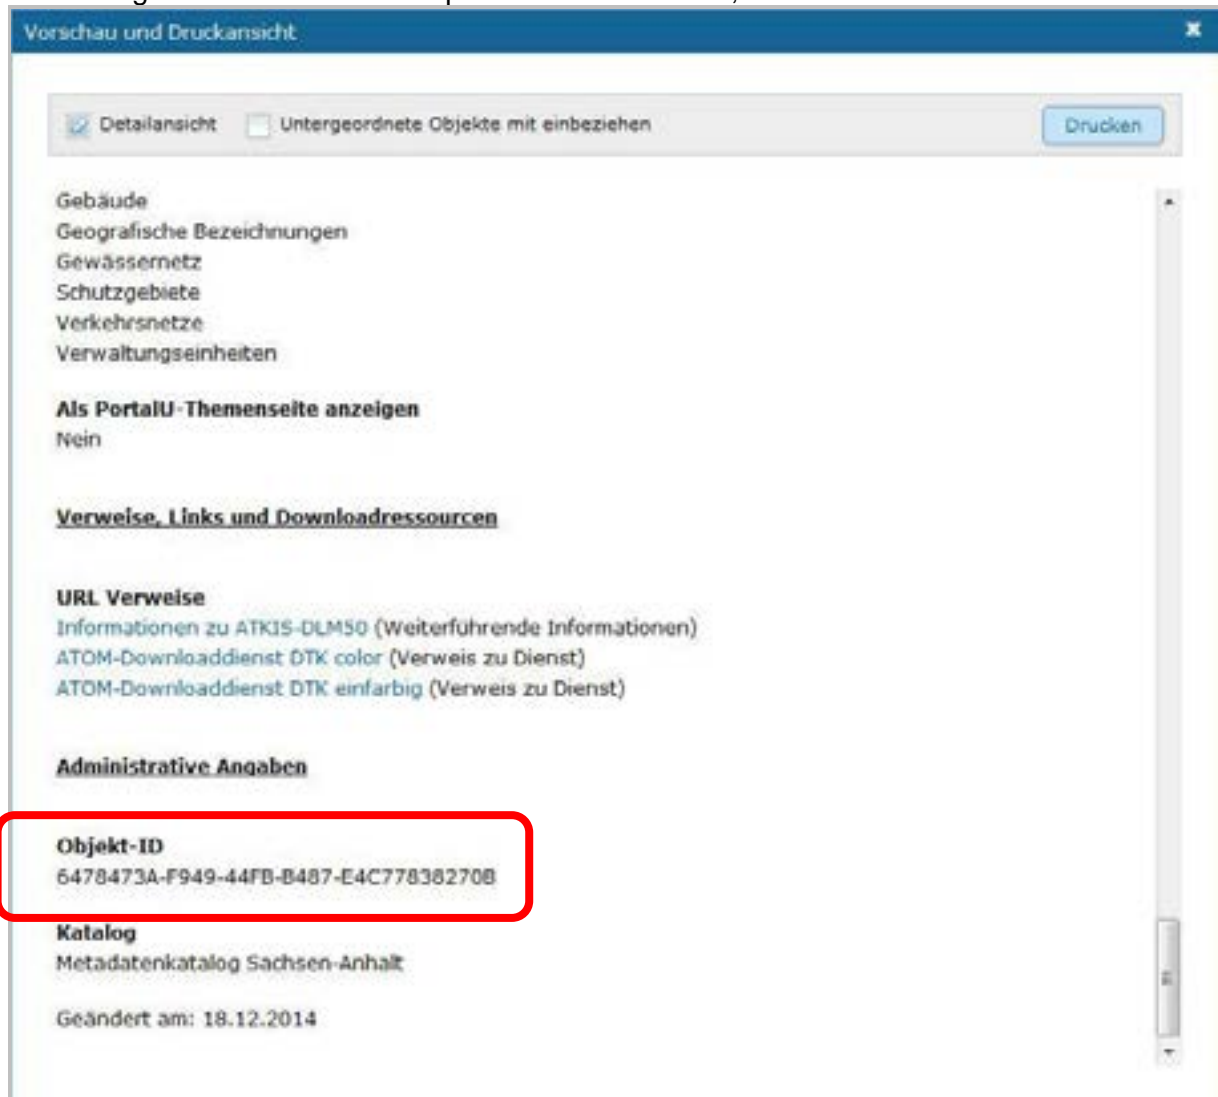 Vorschau und Druckansicht
Detailansicht Untergeordnete Objekte mit einbeziehen Drucken
Gebäude
Geografische Bezeichnungen
Gewässernetz
Schutzgebiete
Verkehrsnetze
Verwaltungseinheiten
Als PortalU-Themenseite anzeigen
Nein
Verweise, Links und Downloadressourcen
URL Verweise
Informationen zu ATKIS-DLM50 (Weiterführende Informationen)
ATOM-Downloaddienst DTK color (Verweis zu Dienst)
ATOM-Downloaddienst DTK einfarbig (Verweis zu Dienst)
Administrative Angaben
Objekt-ID
6478473A-F949-44FB-B487-E4C77838270B
Katalog
Metadatenkatalog Sachsen-Anhalt
Geändert am: 18.12.2014